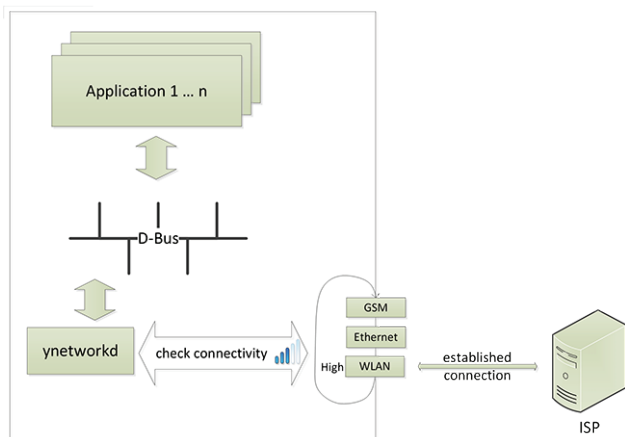 Application 1 ... n
D-Bus
ynetworkd
check connectivity
GSM
Ethernet
High
WLAN
established
connection
ISP